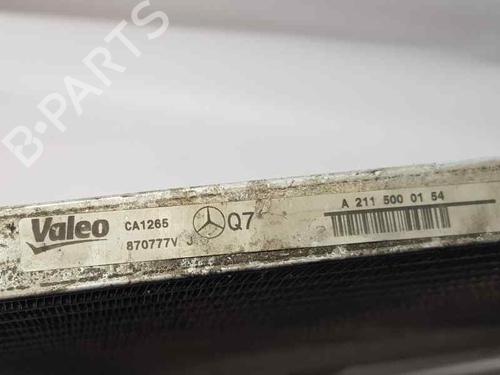 B-PARTS
Valeo
CA1265
870777V J
Q7
A 211 500 01 54